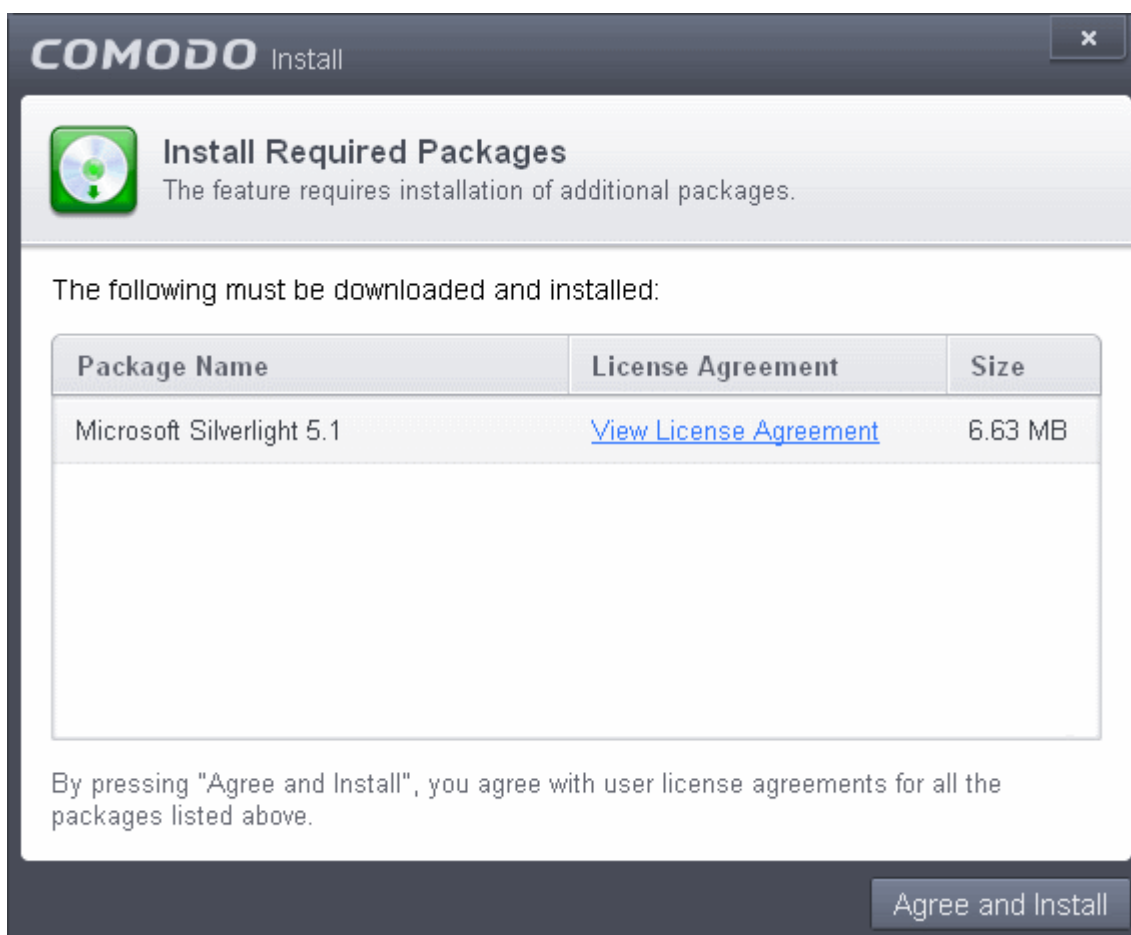 COMODO Install
Install Required Packages
The feature requires installation of additional packages.
The following must be downloaded and installed:
Package Name License Agreement Size
Microsoft Silverlight 5.1 View License Agreement 6.63 MB
By pressing "Agree and Install", you agree with user license agreements for all the
packages listed above.
Agree and Install